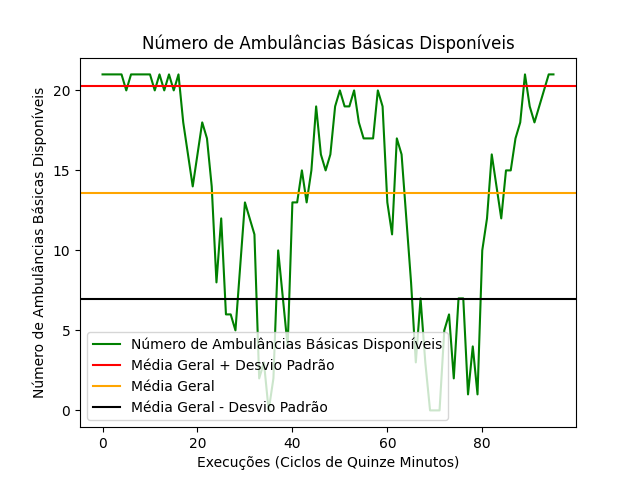 Número de Ambulâncias Básicas Disponíveis
Número de Ambulâncias Básicas Disponíveis
20
15
10
5
0
Número de Ambulâncias Básicas Disponíveis
Média Geral + Desvio Padrão
Média Geral
Média Geral - Desvio Padrão
0
20
40
60
80
Execuções (Ciclos de Quinze Minutos)